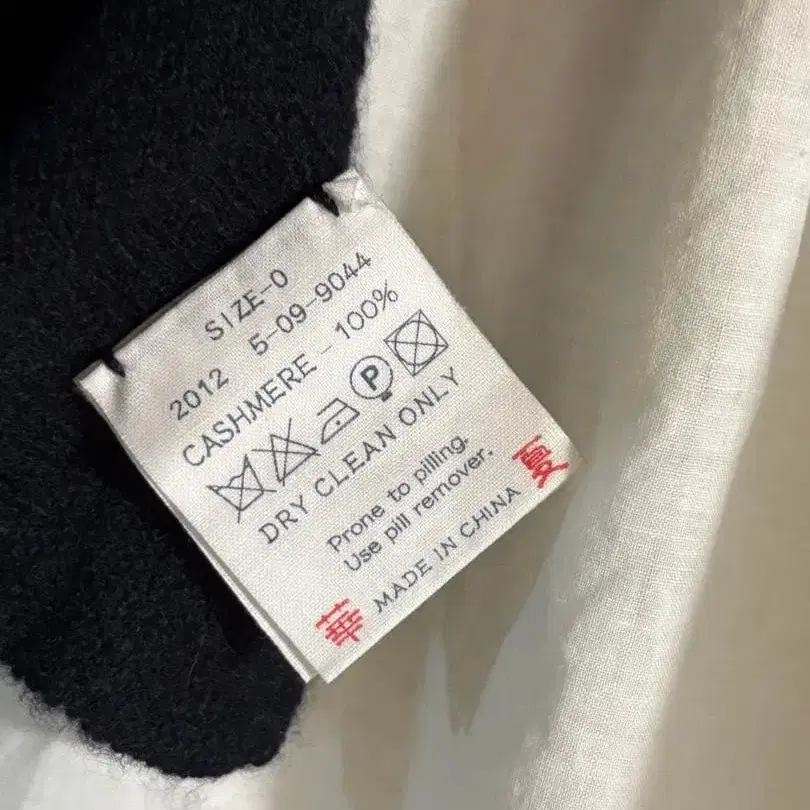 SIZE-0
2012 5-09-9044
CASHMERE - 100%
P
DRY CLEAN ONLY
Prone to pilling.
Use pill remover.
華 MADE IN CHINA 夏